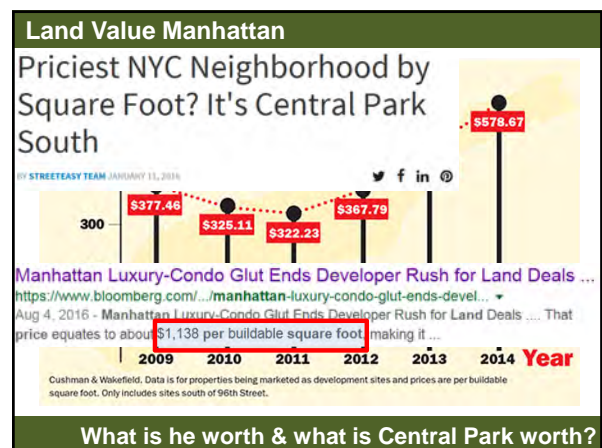 Land Value Manhattan
Priciest NYC Neighborhood by
Square Foot? It's Central Park
South
BY STREETEASY TEAM JANUARY 11, 2016
$578.67
$377.46
$325.11
$322.23
$367.79
300
Manhattan Luxury-Condo Glut Ends Developer Rush for Land Deals ...
https://www.bloomberg.com/.../manhattan-luxury-condo-glut-ends-devel...
Aug 4, 2016 - Manhattan Luxury-Condo Glut Ends Developer Rush for Land Deals .... That
price equates to about $1,138 per buildable square foot, making it ...
2009 2010 2011 2012 2013 2014 Year
Cushman & Wakefield. Data is for properties being marketed as development sites and prices are per buildable
square foot. Only includes sites south of 96th Street.
What is he worth & what is Central Park worth?